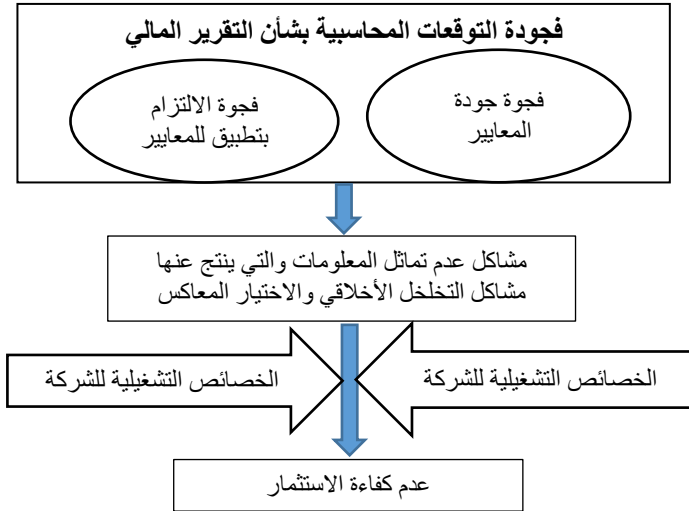 فجودة التوقعات المحاسبية بشأن التقرير المالي
فجوة جودة
المعايير
فجوة الالتزام
بتطبيق للمعايير
مشاكل عدم تماثل المعلومات والتي ينتج عنها
مشاكل التخلخل الأخلاقي والاختيار المعاكس
الخصائص التشغيلية للشركة
الخصائص التشغيلية للشركة
عدم كفاءة الاستثمار